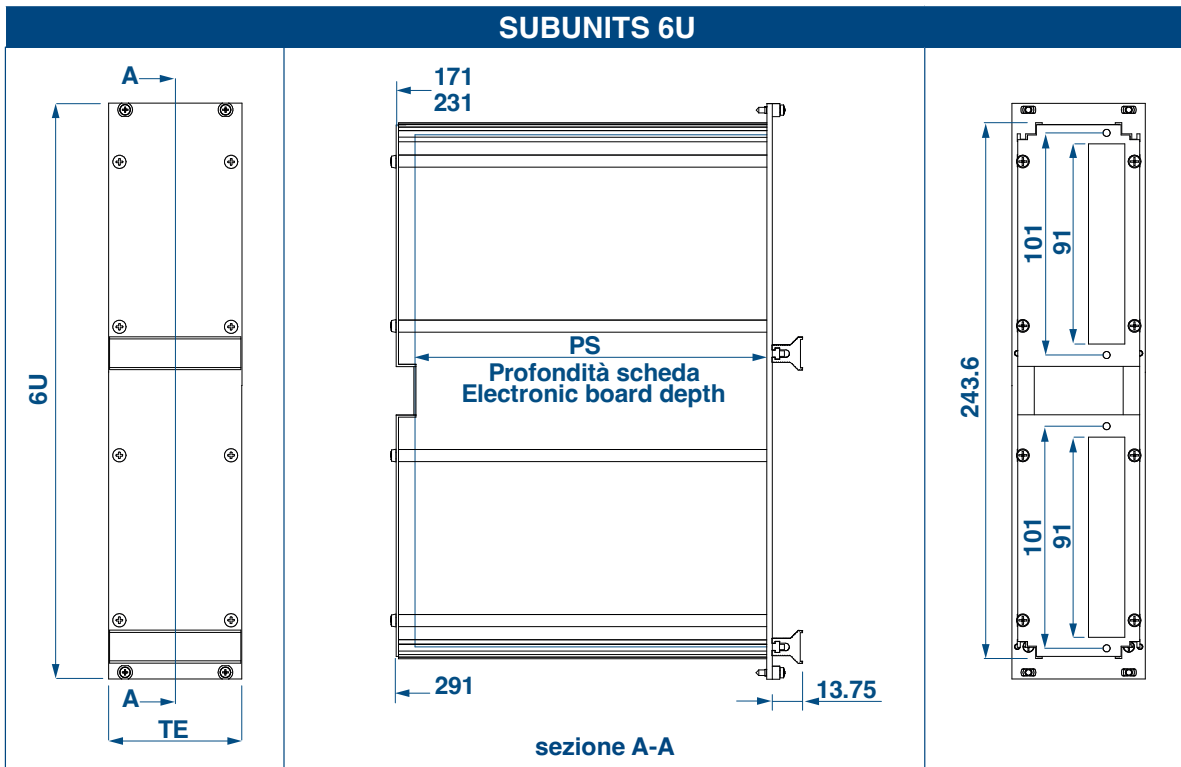 SUBUNITS 6U
A
6U
A
TE
171
231
PS
Profondità scheda
Electronic board depth
291
13.75
sezione A-A
243.6
101
91
101
91